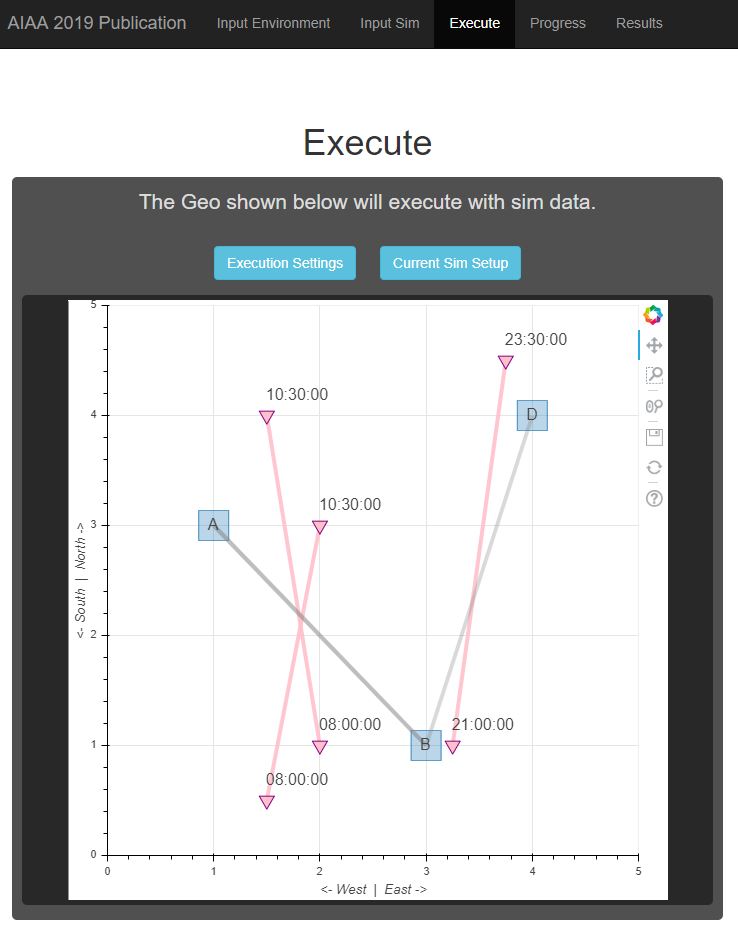 AIAA 2019 Publication Input Environment Input Sim Execute Progress Results
Execute
The Geo shown below will execute with sim data.
Execution Settings Current Sim Setup
5
23:30:00
10:30:00
4
D
10:30:00
3
A
<- South | North ->
2
08:00:00
21:00:00
1
B
08:00:00
0
0 1 2 3 4 5
<- West | East ->